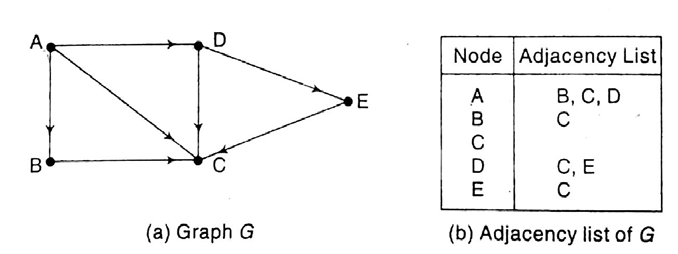 A
D
E
B
C
(a) Graph G
Node Adjacency List
A B, C, D
B C
C
D C, E
E C
(b) Adjacency list of G